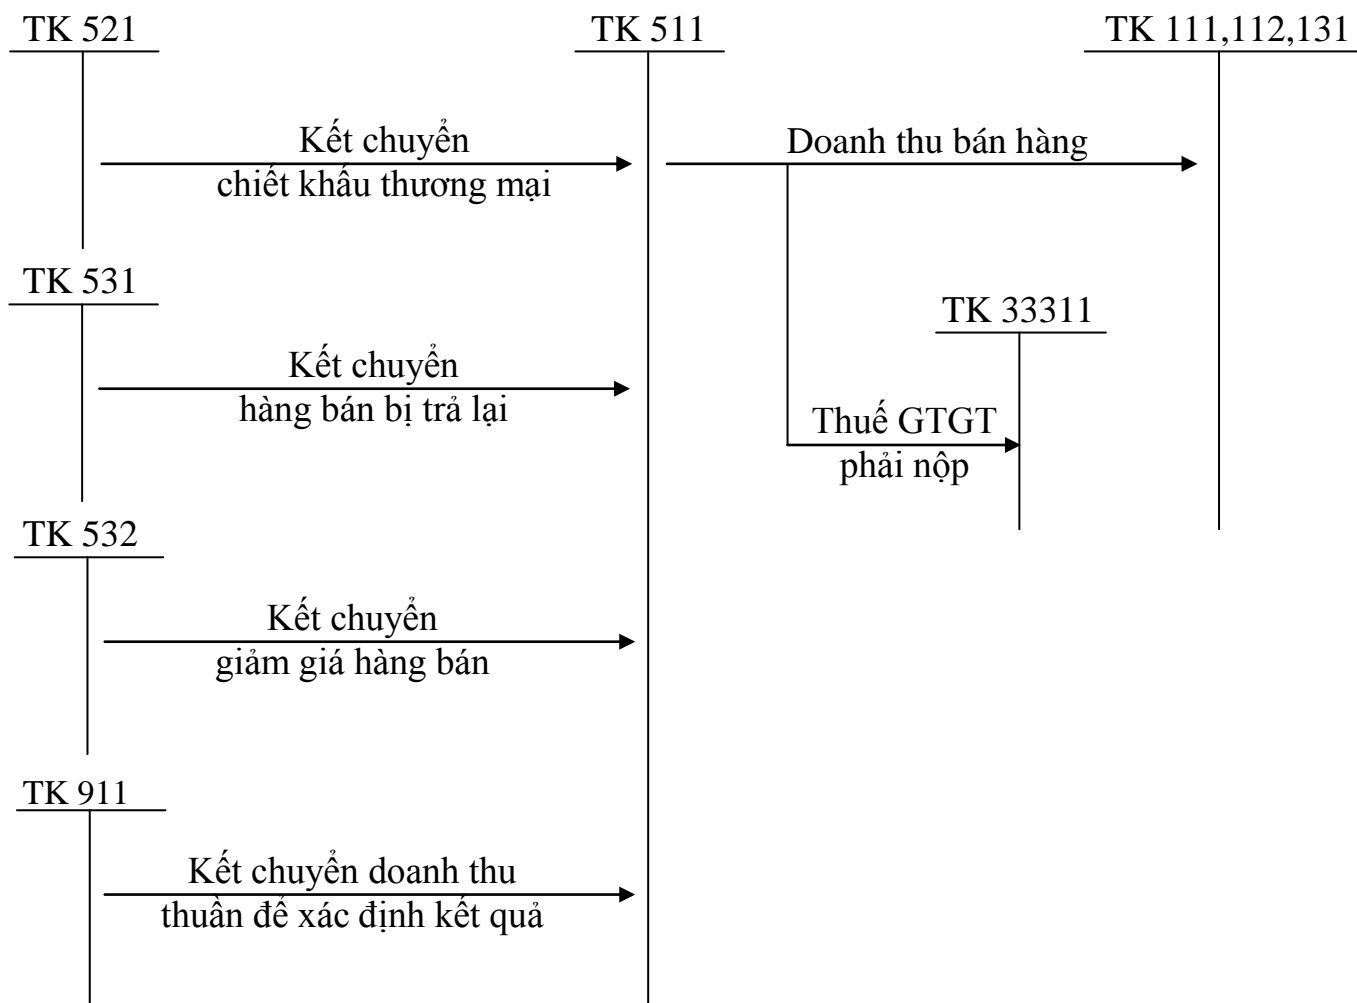 TK 521
TK 511
TK 111,112,131
Kết chuyển
chiết khấu thương mại
Doanh thu bán hàng
TK 531
TK 33311
Kết chuyển
hàng bán bị trả lại
Thuế GTGT
phải nộp
TK 532
Kết chuyển
giảm giá hàng bán
TK 911
Kết chuyển doanh thu
thuần để xác định kết quả